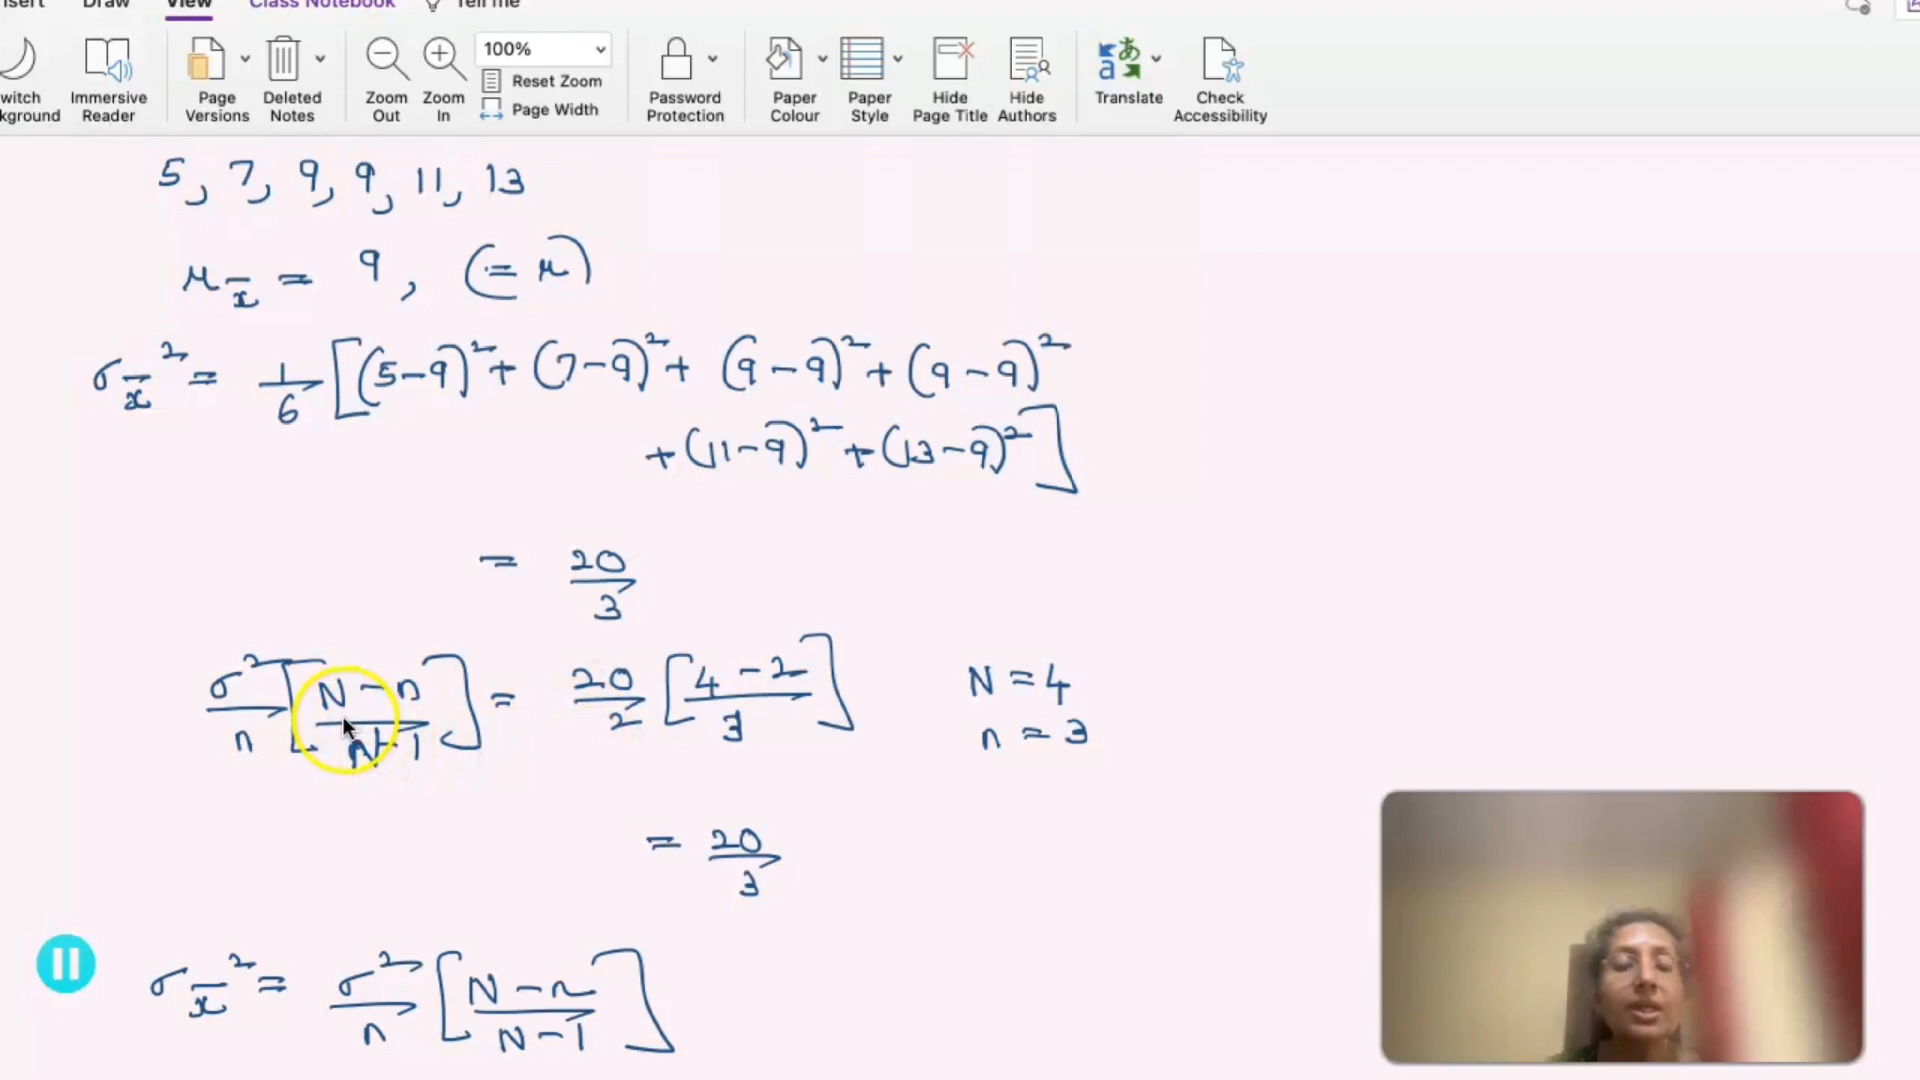 nsert Draw View Class Notebook Tell me
witch kground
Immersive Reader
Page Versions
Deleted Notes
Zoom Out
Zoom In
100%
Reset Zoom
Page Width
Password Protection
Paper Colour
Paper Style
Hide Page Title
Hide Authors
Translate
Check Accessibility
5, 7, 9, 9, 11, 13
μ_x̄ = 9, (= μ)
σ_x̄² = 1/6 [(5-9)² + (7-9)² + (9-9)² + (9-9)²
+ (11-9)² + (13-9)²]
= 20/3
σ²/n [N-n/N-1] = 20/2 [4-2/3] N = 4
n = 3
= 20/3
σ_x̄² = σ²/n [N-n/N-1]